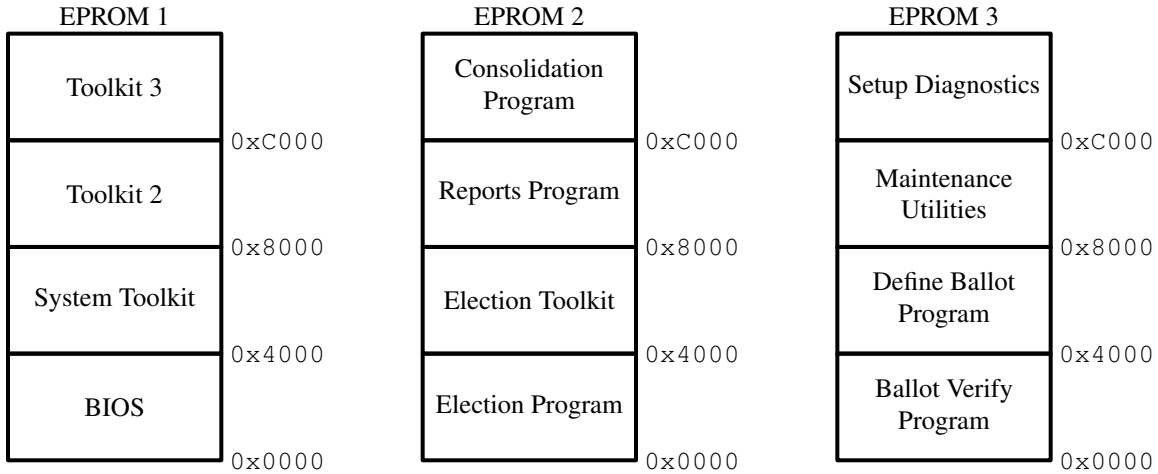 EPROM 1
Toolkit 3
0xC000
Toolkit 2
0x8000
System Toolkit
0x4000
BIOS
0x0000
EPROM 2
Consolidation
Program
0xC000
Reports Program
0x8000
Election Toolkit
0x4000
Election Program
0x0000
EPROM 3
Setup Diagnostics
0xC000
Maintenance
Utilities
0x8000
Define Ballot
Program
0x4000
Ballot Verify
Program
0x0000